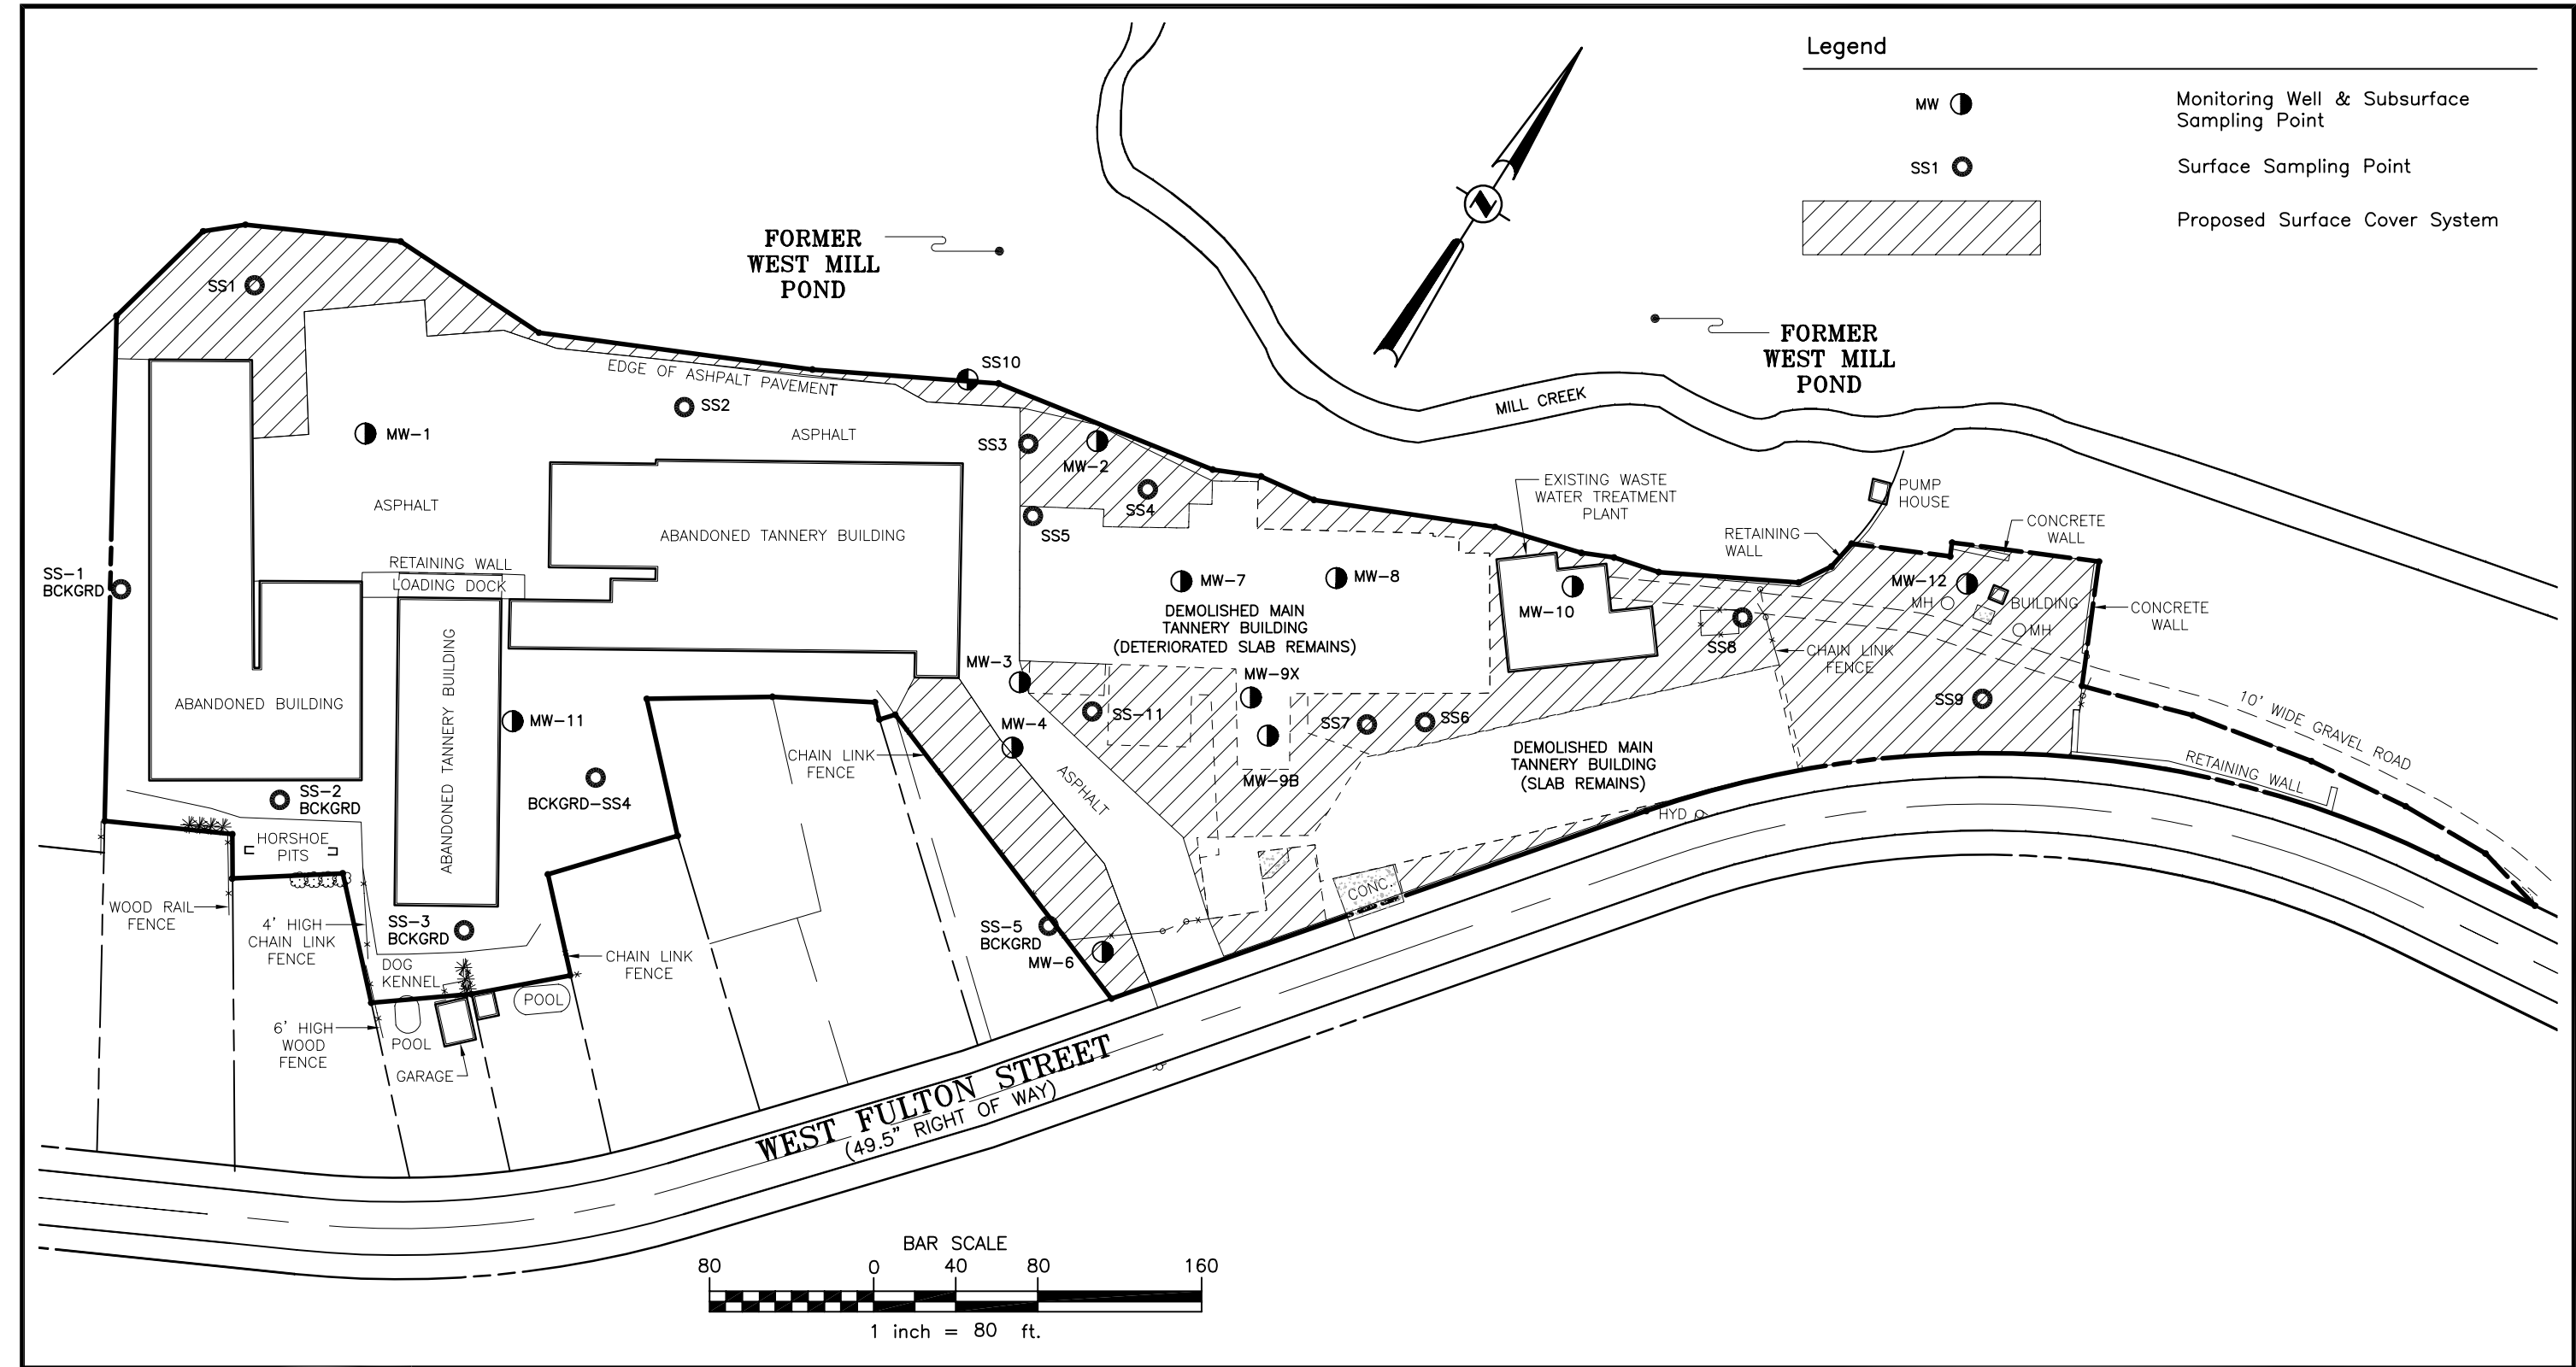 Legend
MW
Monitoring Well & Subsurface
Sampling Point
SS1
Surface Sampling Point
Proposed Surface Cover System
FORMER
WEST MILL
POND
FORMER
WEST MILL
POND
MILL CREEK
SS1
SS10
EDGE OF ASHPALT PAVEMENT
SS2
MW-1
ASPHALT
SS3
MW-2
SS4
SS5
ASPHALT
ABANDONED TANNERY BUILDING
EXISTING WASTE
WATER TREATMENT
PLANT
PUMP
HOUSE
RETAINING
WALL
CONCRETE
WALL
RETAINING WALL
LOADING DOCK
SS-1
BCKGRD
MW-7
MW-8
MW-10
MW-12
MH
BUILDING
MH
CONCRETE
WALL
DEMOLISHED MAIN
TANNERY BUILDING
(DETERIORATED SLAB REMAINS)
SS8
CHAIN LINK
FENCE
MW-3
MW-9X
ABANDONED BUILDING
ABANDONED TANNERY BUILDING
MW-11
SS-11
MW-4
SS7
SS6
SS9
10' WIDE GRAVEL ROAD
CHAIN LINK
FENCE
DEMOLISHED MAIN
TANNERY BUILDING
(SLAB REMAINS)
MW-9B
ASPHALT
RETAINING WALL
SS-2
BCKGRD
BCKGRD-SS4
HYD
HORSHOE
PITS
CONC.
WOOD RAIL
FENCE
4' HIGH
CHAIN LINK
FENCE
SS-3
BCKGRD
SS-5
BCKGRD
MW-6
CHAIN LINK
FENCE
DOG
KENNEL
POOL
6' HIGH
WOOD
FENCE
POOL
GARAGE
WEST FULTON STREET
(49.5" RIGHT OF WAY)
BAR SCALE
80 0 40 80 160
1 inch = 80 ft.